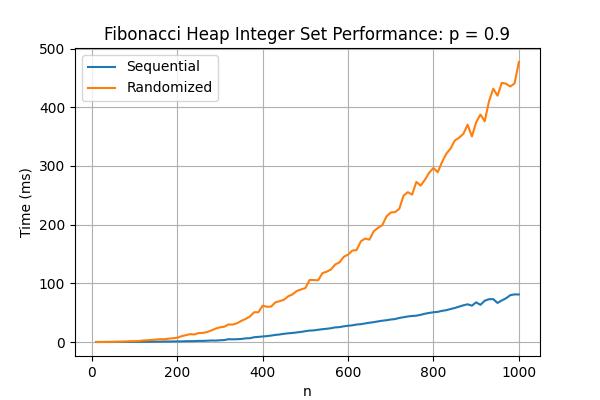 Fibonacci Heap Integer Set Performance: p = 0.9
Sequential
Randomized
Time (ms)
500
400
300
200
100
0
0 200 400 600 800 1000
n